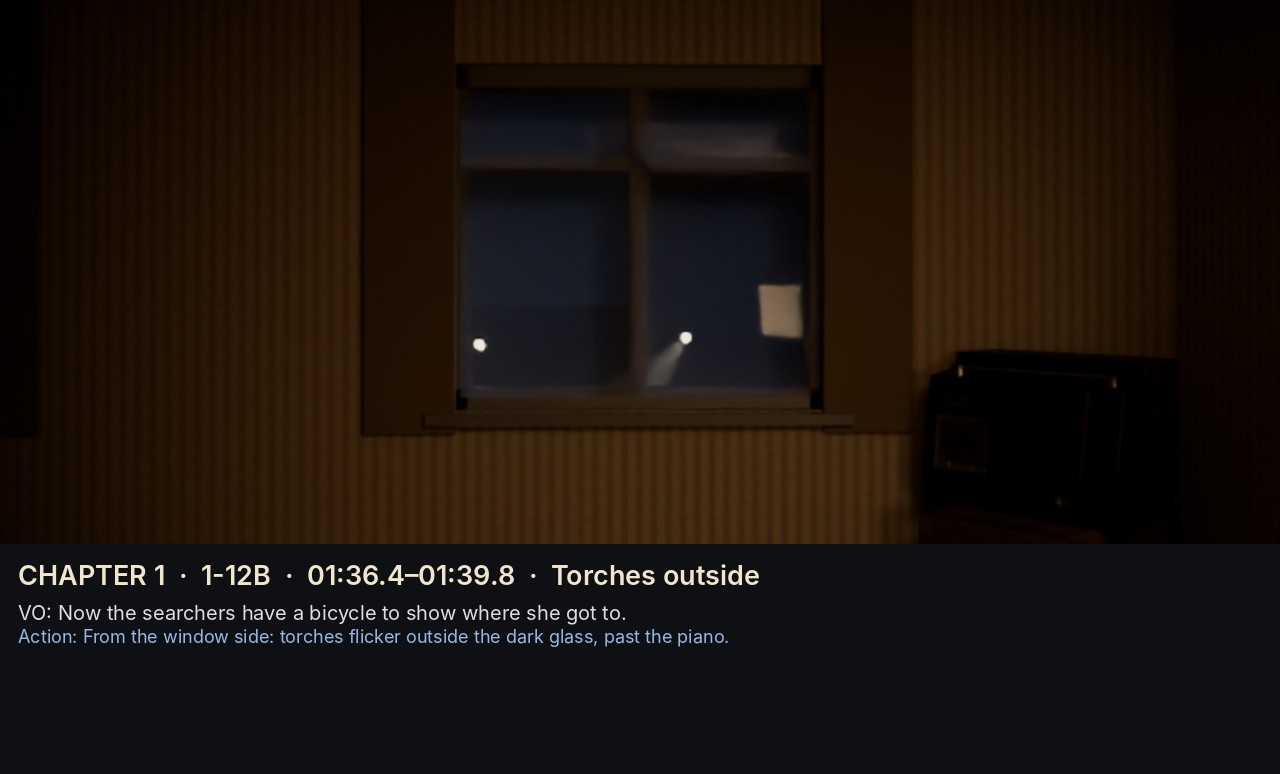 CHAPTER 1 · 1-12B · 01:36.4–01:39.8 · Torches outside
VO: Now the searchers have a bicycle to show where she got to.
Action: From the window side: torches flicker outside the dark glass, past the piano.